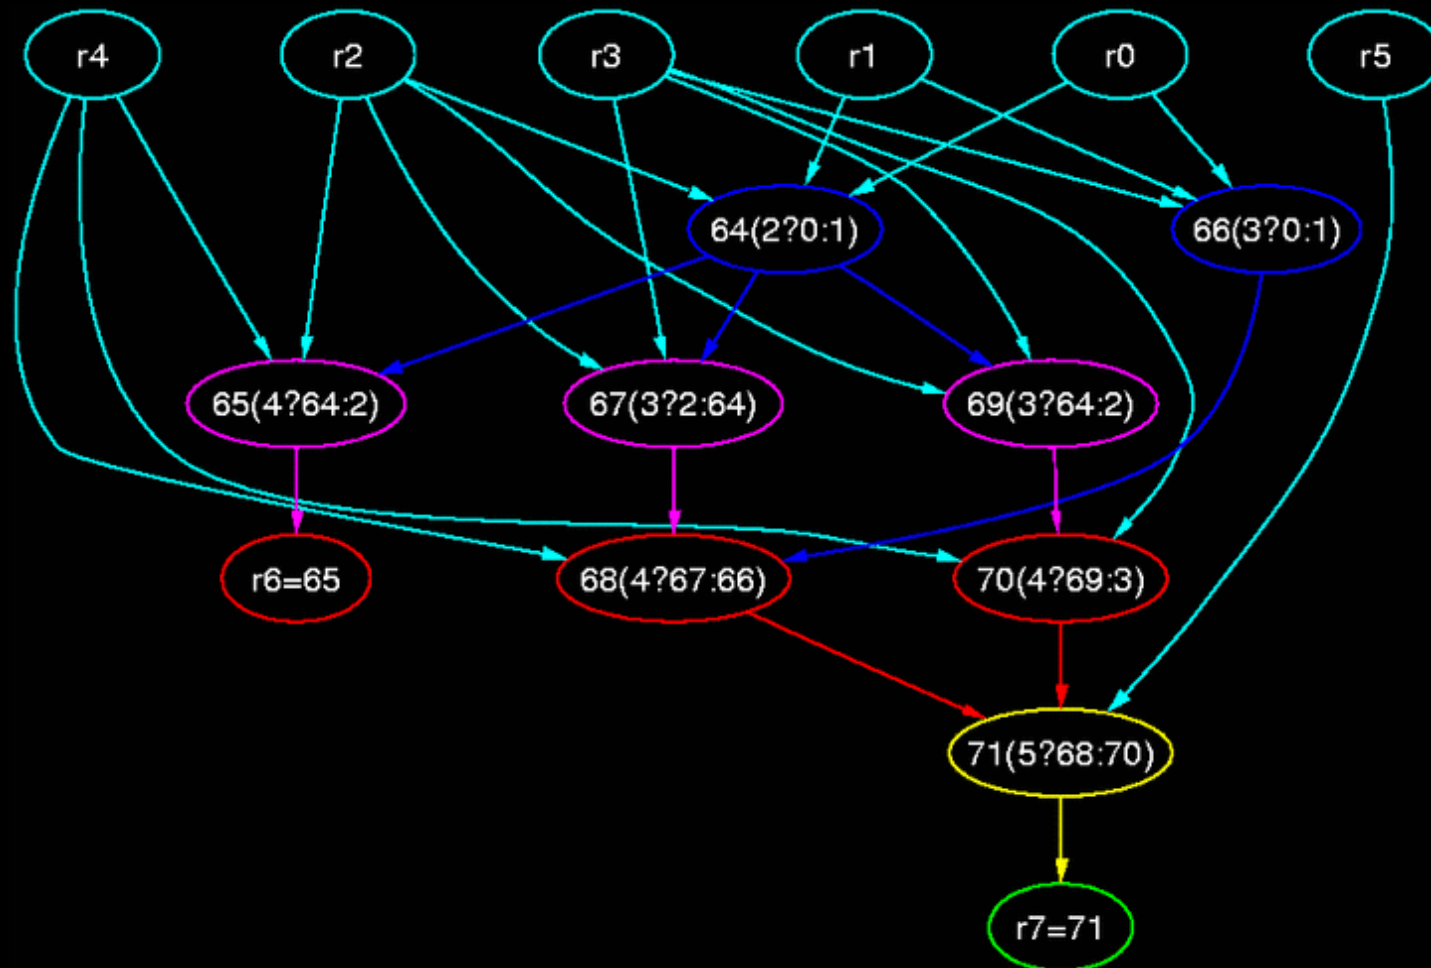 r4
r2
r3
r1
r0
r5
64(2?0:1)
66(3?0:1)
65(4?64:2)
67(3?2:64)
69(3?64:2)
r6=65
68(4?67:66)
70(4?69:3)
71(5?68:70)
r7=71